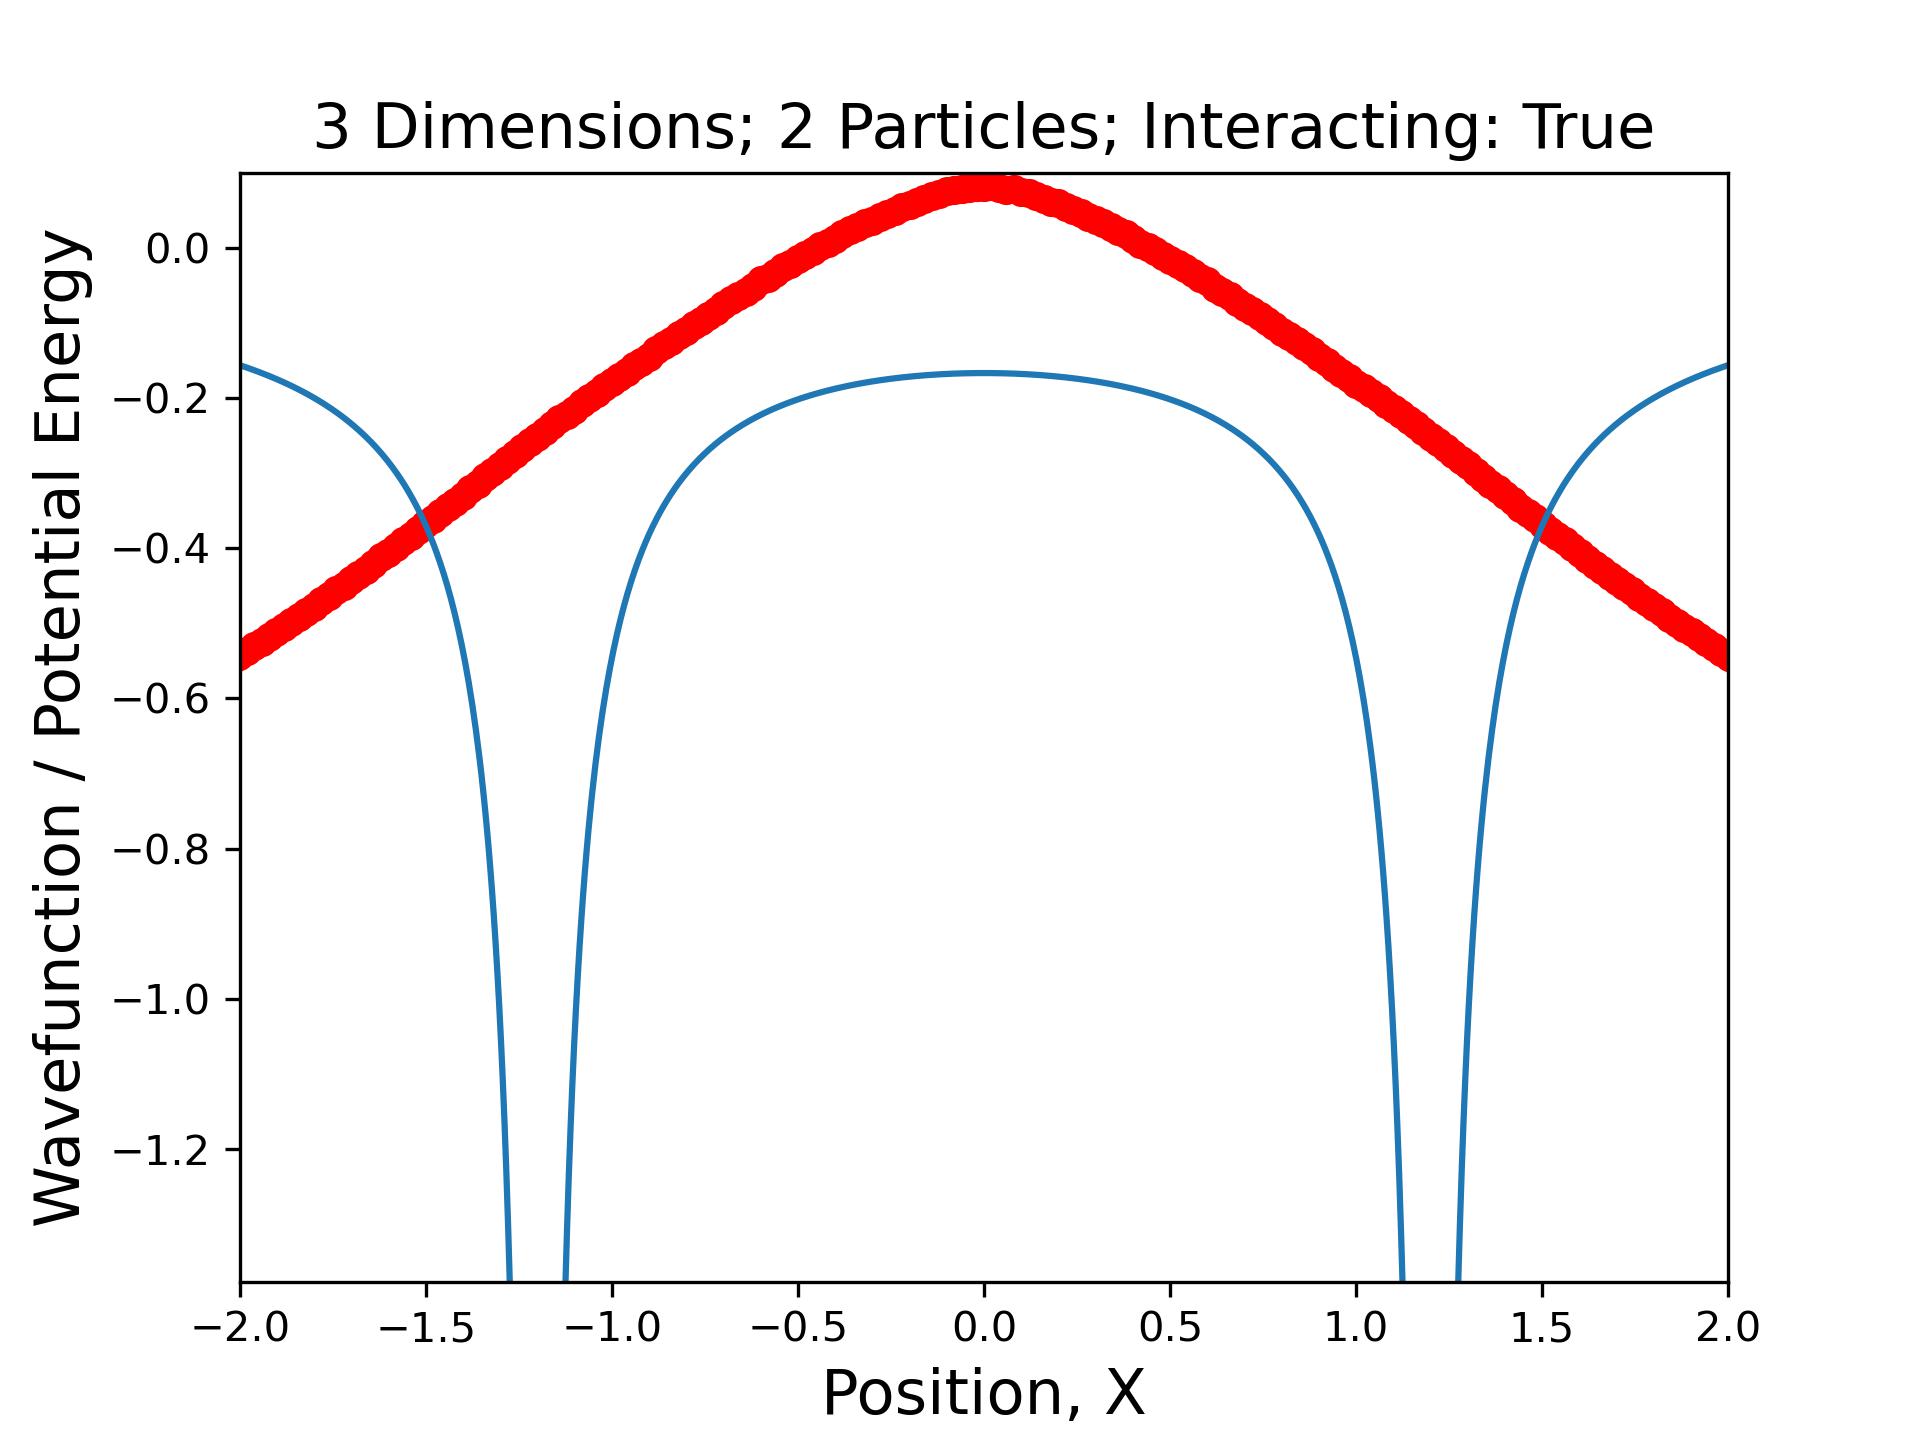 3 Dimensions; 2 Particles; Interacting: True
Wavefunction / Potential Energy
0.0
−0.2
−0.4
−0.6
−0.8
−1.0
−1.2
−2.0 −1.5 −1.0 −0.5 0.0 0.5 1.0 1.5 2.0
Position, X